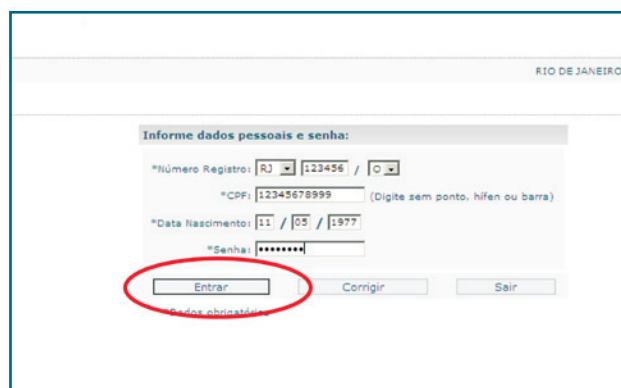 RIO DE JANEIRO
Informe dados pessoais e senha:
*Número Registro: RJ 123456 / O
*CPF: 12345678999 (Digite sem ponto, hífen ou barra)
*Data Nascimento: 11 / 05 / 1977
*Senha: ••••••••
Entrar Corrigir Sair
*Dados obrigatórios